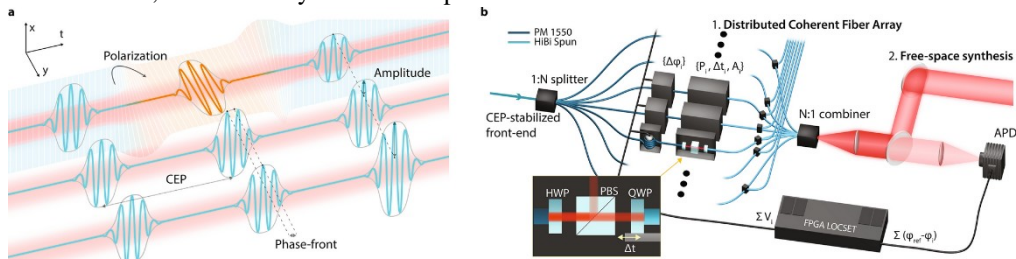 a
x
t
y
Polarization
Amplitude
CEP
Phase-front
b
PM 1550
HiBi Spun
1. Distributed Coherent Fiber Array
2. Free-space synthesis
{Δφᵢ}
{Pᵢ, Δtᵢ, Aᵢ}
1:N splitter
CEP-stabilized
front-end
N:1 combiner
APD
HWP
PBS
QWP
Δt
Σ Vᵢ
FPGA LOCSET
Σ (φref-φᵢ)